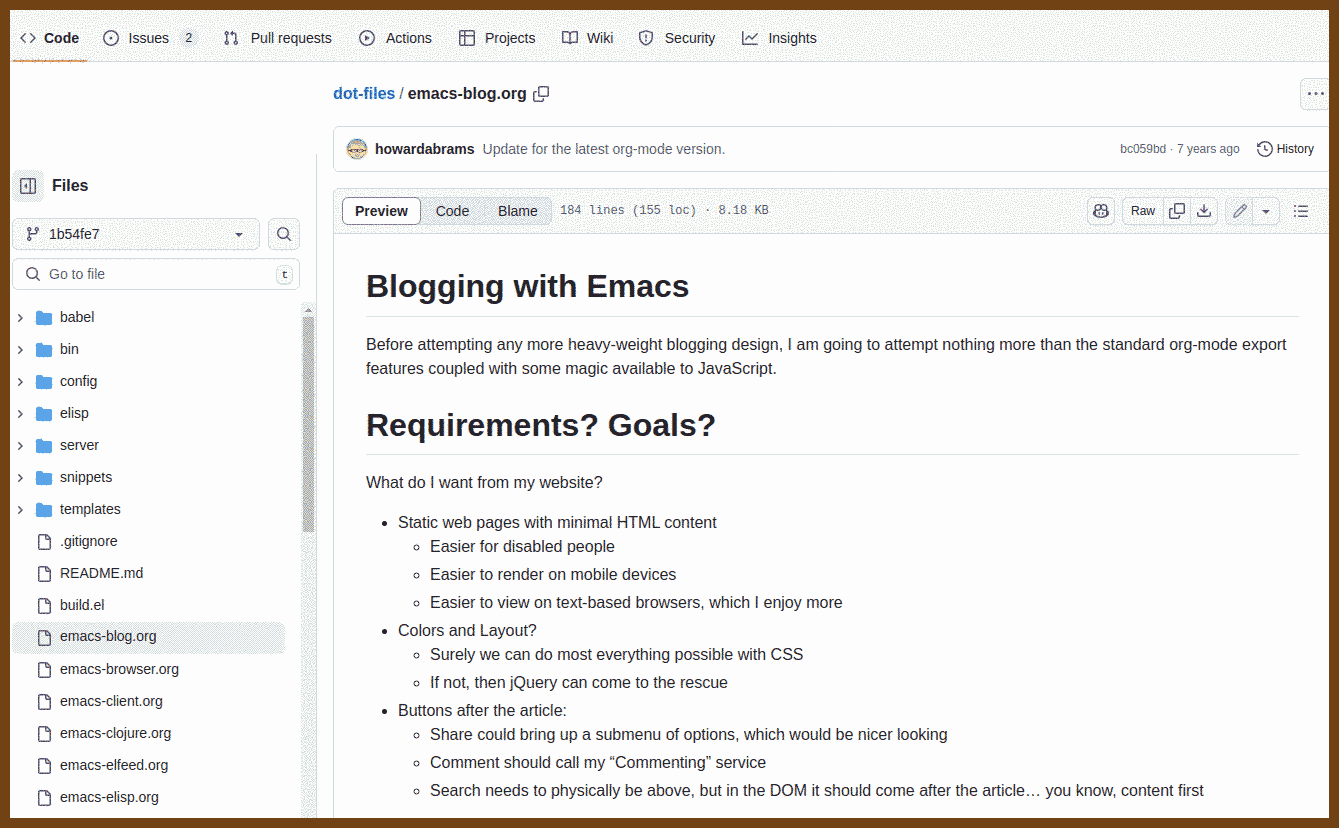 Code Issues 2 Pull requests Actions Projects Wiki Security Insights
dot-files / emacs-blog.org
howardabrams Update for the latest org-mode version. bc059bd · 7 years ago History
Files
1b54fe7
Go to file t
babel
bin
config
elisp
server
snippets
templates
.gitignore
README.md
build.el
emacs-blog.org
emacs-browser.org
emacs-client.org
emacs-clojure.org
emacs-elfeed.org
emacs-elisp.org
Preview Code Blame 184 lines (155 loc) · 8.18 KB Raw
Blogging with Emacs
Before attempting any more heavy-weight blogging design, I am going to attempt nothing more than the standard org-mode export
features coupled with some magic available to JavaScript.
Requirements? Goals?
What do I want from my website?
Static web pages with minimal HTML content
Easier for disabled people
Easier to render on mobile devices
Easier to view on text-based browsers, which I enjoy more
Colors and Layout?
Surely we can do most everything possible with CSS
If not, then jQuery can come to the rescue
Buttons after the article:
Share could bring up a submenu of options, which would be nicer looking
Comment should call my “Commenting” service
Search needs to physically be above, but in the DOM it should come after the article… you know, content first